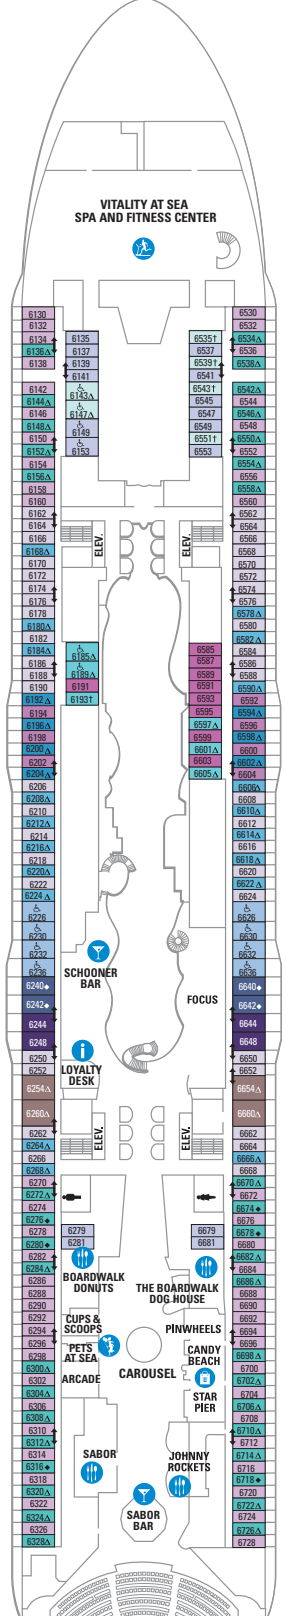 VITALITY AT SEA
SPA AND FITNESS CENTER
6130 6530
6132 6532
6134 6135 6535† 6534△
6136△ 6137 6537 6536
6138 6139 6539† 6538△
6141 6541
6142 6143△ 6543† 6542△
6144△ 6545 6544
6146 6147△ 6547 6546△
6148△ 6149 6549 6548
6150 6551† 6550△
6152△ 6153 6553 6552
6154 6554△
6156△ 6556
6158 6558△
6160 6560
6162 6562
6164 6564
ELEV. ELEV.
6166 6566
6168△ 6568
6170 6570
6172 6572
6174 6574
6176 6576
6178 6578△
6180△ 6580
6182 6582△
6184△ 6185△ 6585 6584
6186 6587 6586
6188 6189△ 6589 6588
6190 6191 6591 6590△
6192△ 6193† 6593 6592
6194 6595 6594△
6196△ 6597△ 6596
6198 6599 6598△
6200△ 6601△ 6600
6202 6603 6602△
6204△ 6605△ 6604
6206 6606△
6208△ 6608
6210 6610△
6212△ 6612
6214 6614△
6216△ 6616
6218 6618△
6220△ 6620
6222 6622△
6224△ 6624
6226 6626
6230 6630
6232 6632
6236 6636
SCHOONER
BAR
6240◆ 6640◆
FOCUS
6242◆ 6642◆
6244 6644
6248 6648
6250 6650
LOYALTY
DESK
6252 6652
6254△ 6654△
6260△ 6660△
ELEV. ELEV.
6262 6662
6264△ 6664
6266 6666△
6268△ 6668
6270 6670△
6272△ 6672
6274 6674◆
6276◆ 6676
6278 6279 6679 6678◆
6280◆ 6281 6681 6680
6282 6682△
6284△ 6684
BOARDWALK
DONUTS
THE BOARDWALK
DOG HOUSE
6286 6686△
6288 6688
6290 6690
6292 6692
CUPS &
SCOOPS
PINWHEELS
6294 6694
6296 6696
PETS
AT SEA
CANDY
BEACH
6298 6698△
6300△ 6700
CAROUSEL
ARCADE
6302 6702△
6304△ 6704
STAR
PIER
6306 6706△
6308△ 6708
6310 6710△
6312△ 6712
SABOR
JOHNNY
ROCKETS
6314 6714△
6316◆ 6716
6318 6718◆
6320△ 6720
6322 6722△
SABOR
BAR
6324△ 6724
6326 6726△
6328△ 6728